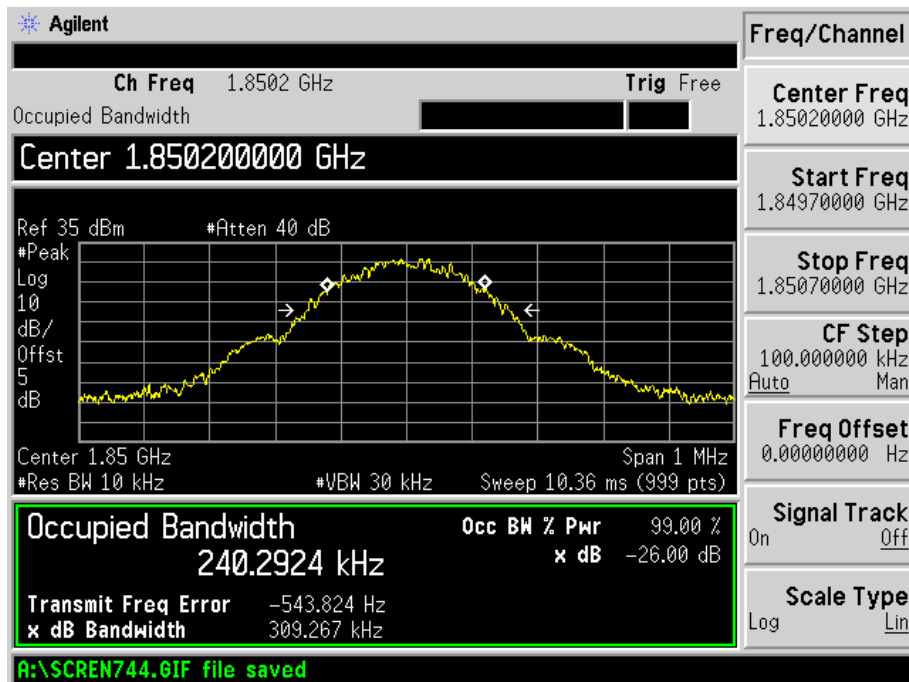 Agilent
Freq/Channel
Ch Freq 1.8502 GHz Trig Free
Occupied Bandwidth
Center 1.850200000 GHz
Ref 35 dBm #Atten 40 dB
#Peak
Log
10
dB/
Offst
5
dB
Center 1.85 GHz Span 1 MHz
#Res BW 10 kHz #VBW 30 kHz Sweep 10.36 ms (999 pts)
Occupied Bandwidth
240.2924 kHz
Occ BW % Pwr 99.00 %
x dB -26.00 dB
Transmit Freq Error -543.824 Hz
x dB Bandwidth 309.267 kHz
A:\SCREN744.GIF file saved
Center Freq
1.85020000 GHz
Start Freq
1.84970000 GHz
Stop Freq
1.85070000 GHz
CF Step
100.000000 kHz
Auto Man
Freq Offset
0.00000000 Hz
Signal Track
On Off
Scale Type
Log Lin